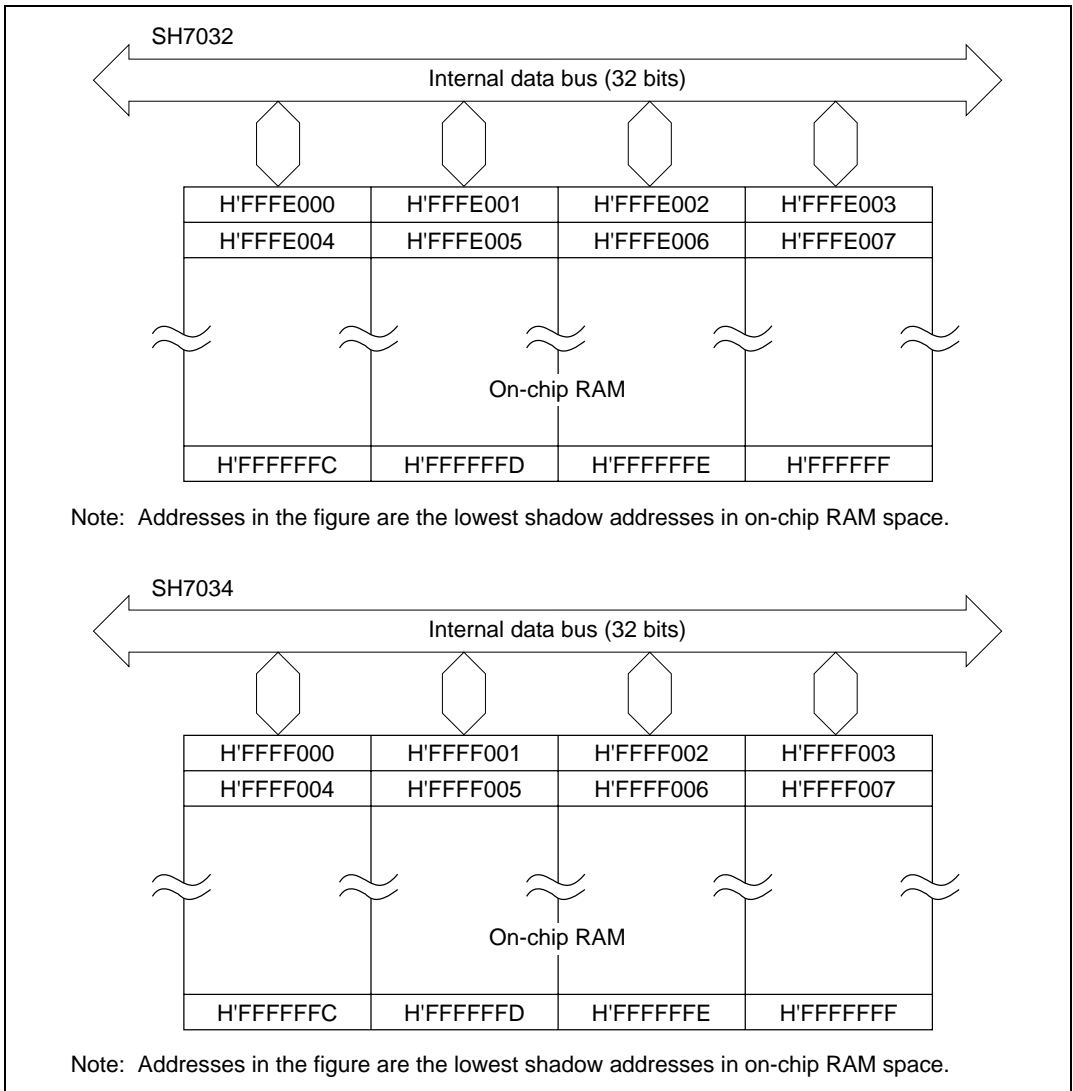 SH7032
Internal data bus (32 bits)
H'FFFE000 H'FFFE001 H'FFFE002 H'FFFE003
H'FFFE004 H'FFFE005 H'FFFE006 H'FFFE007
On-chip RAM
H'FFFFFFC H'FFFFFFD H'FFFFFFE H'FFFFFF
Note: Addresses in the figure are the lowest shadow addresses in on-chip RAM space.
SH7034
Internal data bus (32 bits)
H'FFFF000 H'FFFF001 H'FFFF002 H'FFFF003
H'FFFF004 H'FFFF005 H'FFFF006 H'FFFF007
On-chip RAM
H'FFFFFFC H'FFFFFFD H'FFFFFFE H'FFFFFFF
Note: Addresses in the figure are the lowest shadow addresses in on-chip RAM space.